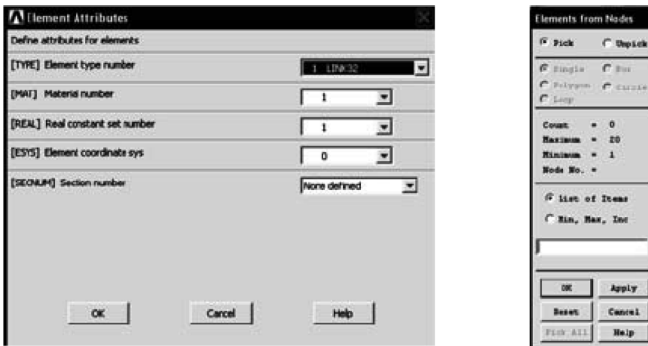 Element Attributes
Define attributes for elements
[TYPE] Element type number
1 LINK32
[MAT] Material number
1
[REAL] Real constant set number
1
[ESYS] Element coordinate sys
0
[SECNUM] Section number
None defined
OK Cancel Help
Elements from Nodes
Pick Unpick
Single Box
Polygon Circle
Loop
Count = 0
Maximum = 20
Minimum = 1
Node No. =
List of Items
Min, Max, Inc
OK Apply
Reset Cancel
Pick All Help